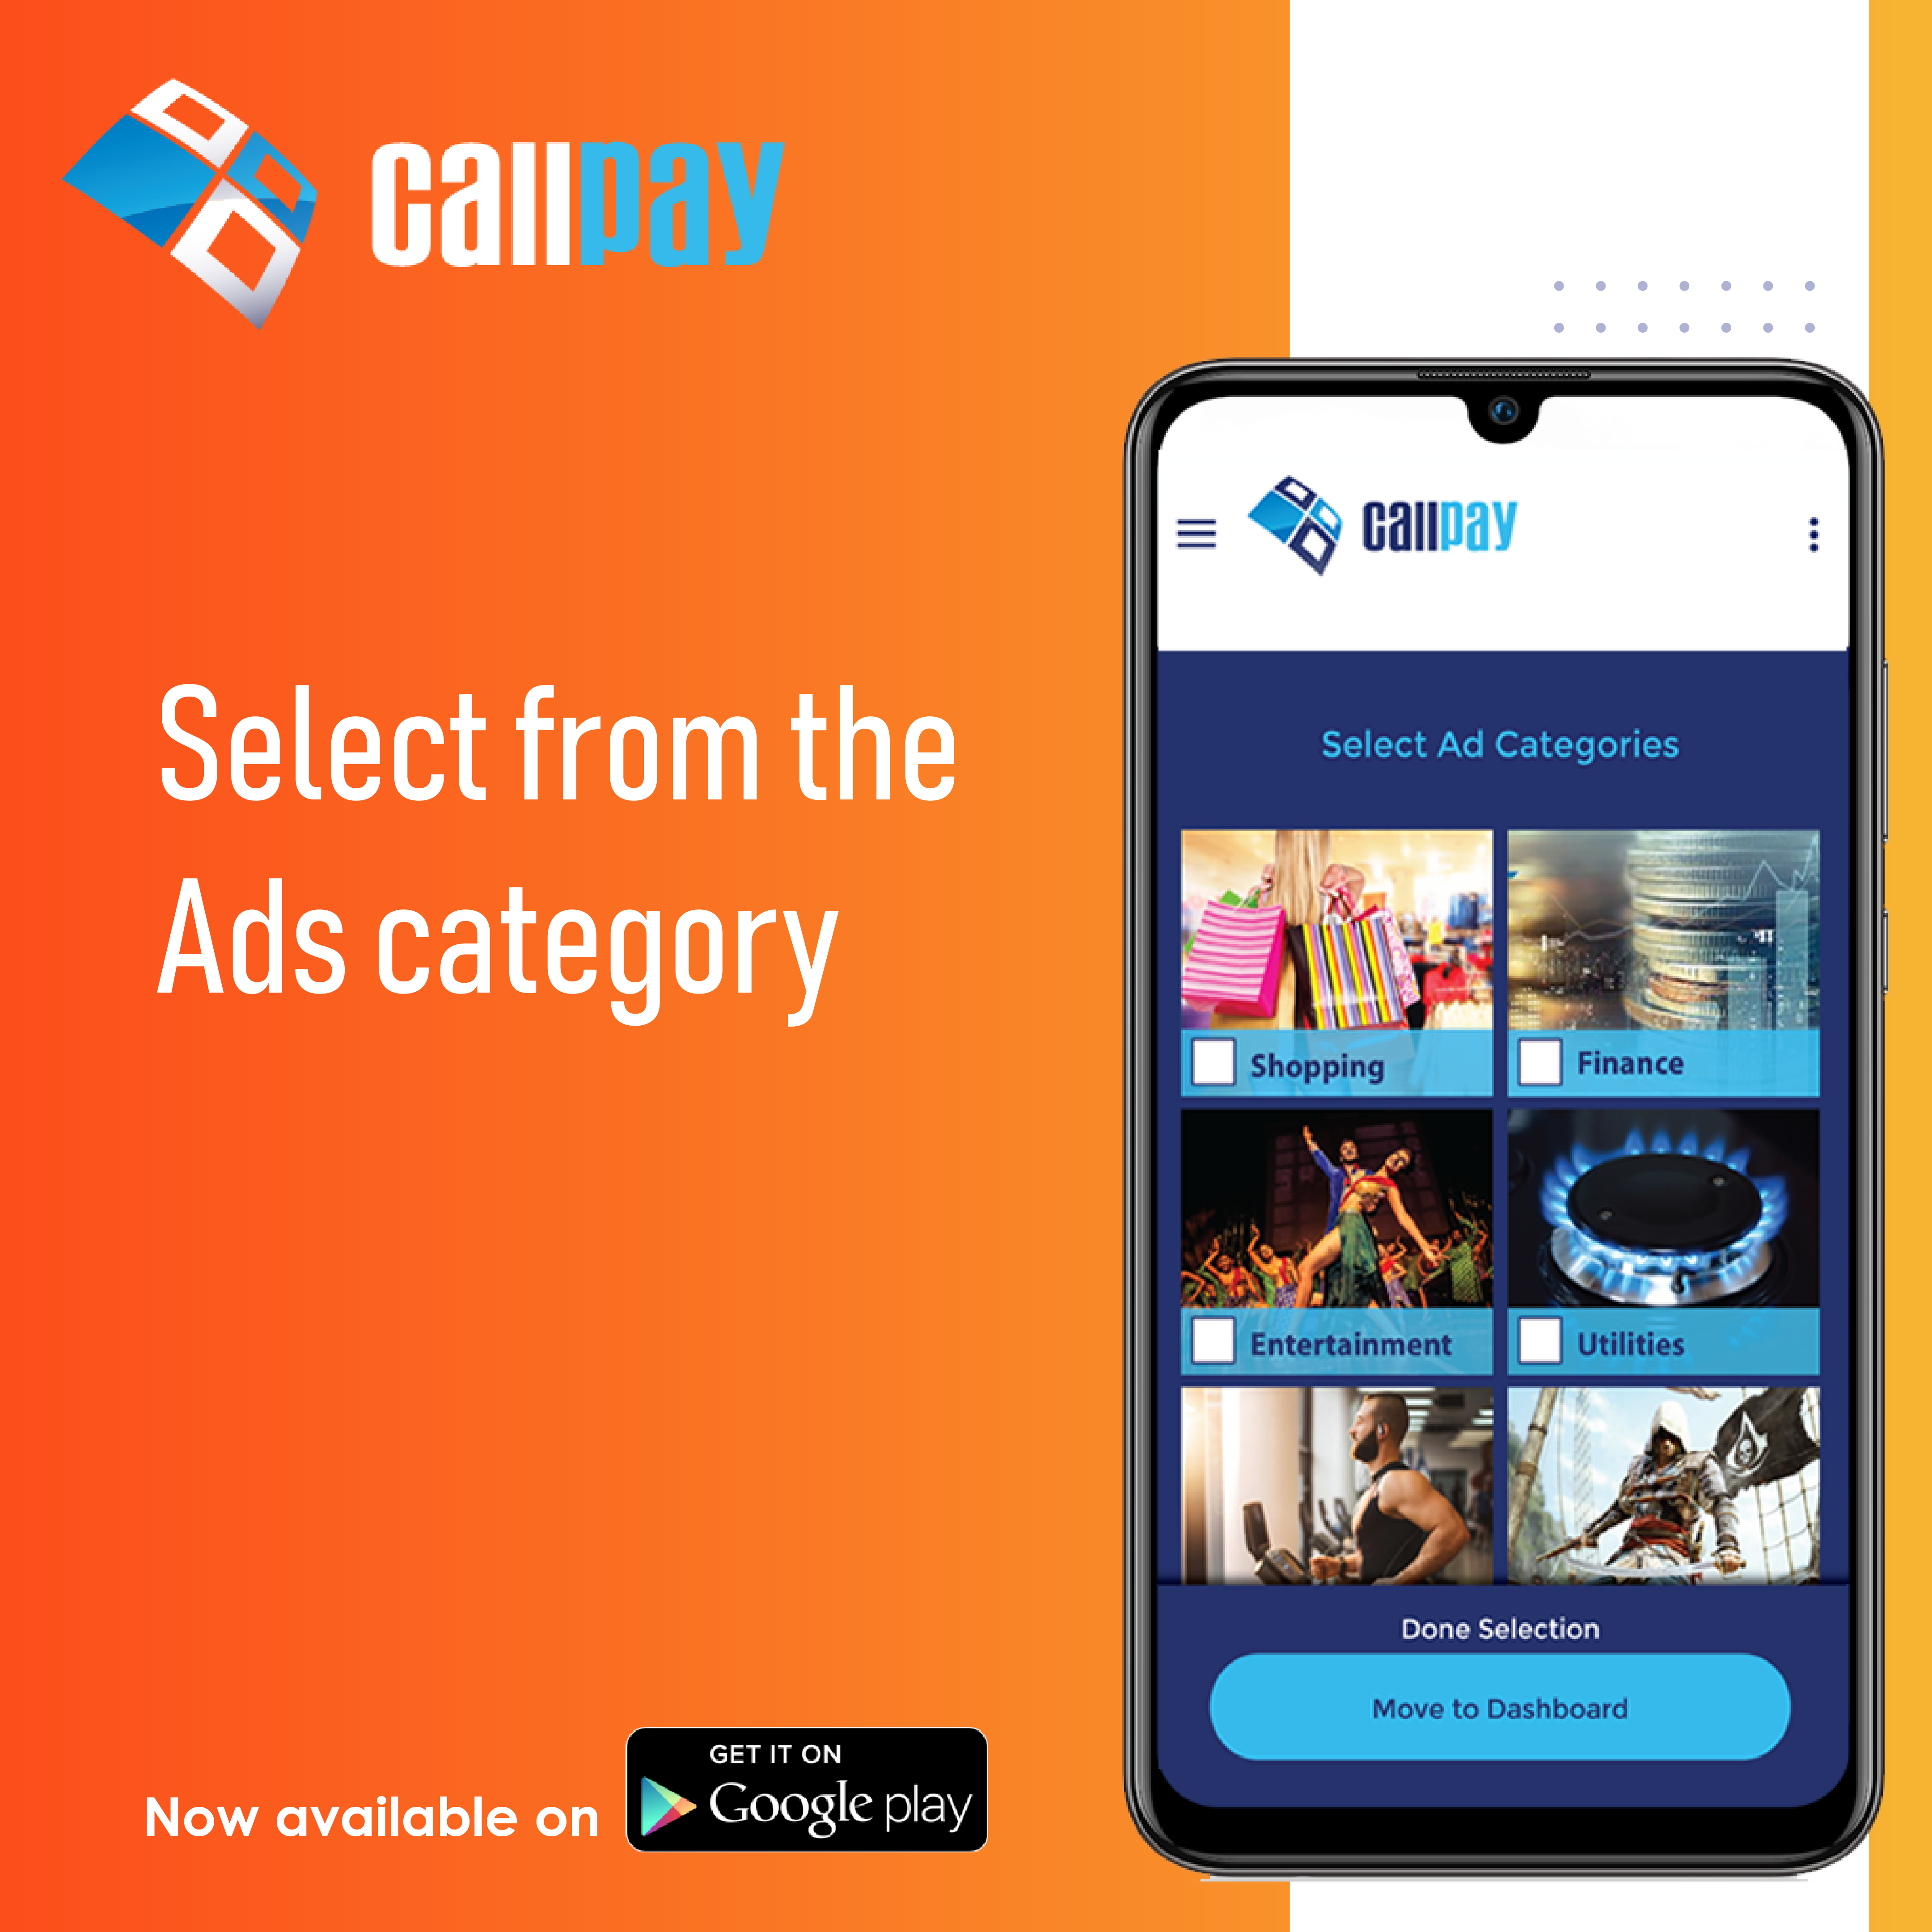 callpay
Select from the
Ads category
Now available on
GET IT ON
Google play
callpay
Select Ad Categories
Shopping
Finance
Entertainment
Utilities
Done Selection
Move to Dashboard